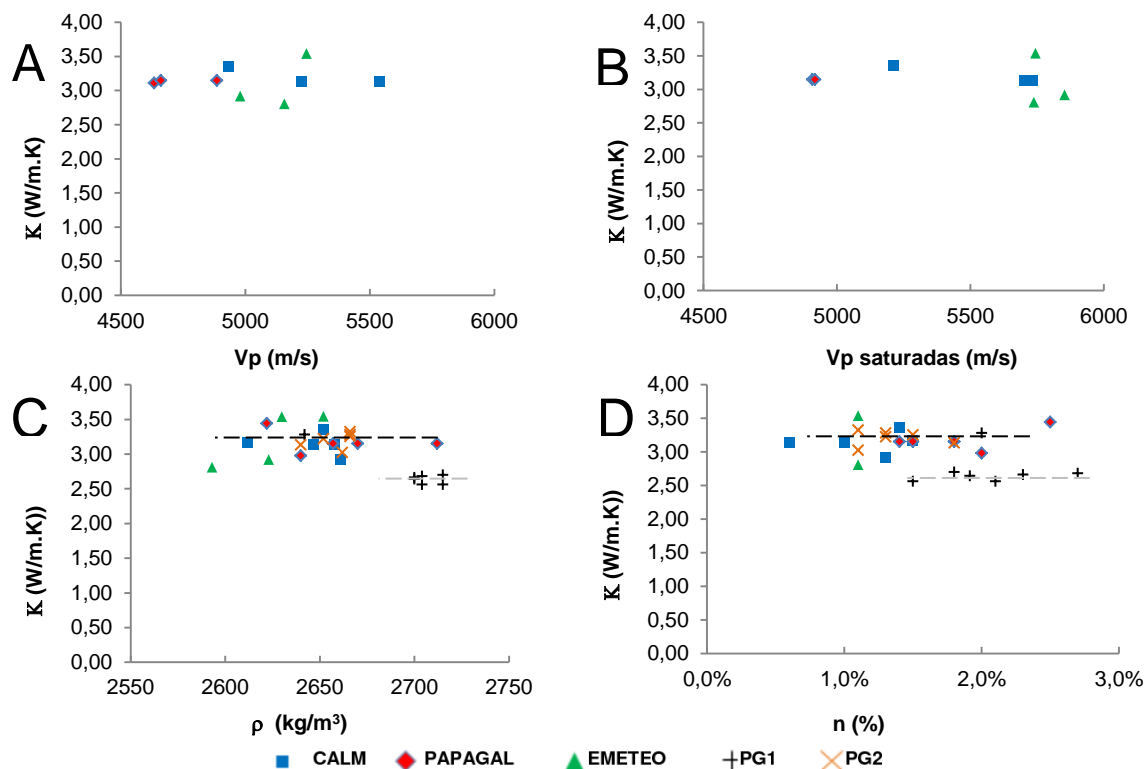 A
4,00
3,50
3,00
2,50
2,00
1,50
1,00
0,50
0,00
K (W/m.K)
4500 5000 5500 6000
Vp (m/s)
B
4,00
3,50
3,00
2,50
2,00
1,50
1,00
0,50
0,00
K (W/m.K)
4500 5000 5500 6000
Vp saturadas (m/s)
C
4,00
3,50
3,00
2,50
2,00
1,50
1,00
0,50
0,00
K (W/m.K))
2550 2600 2650 2700 2750
ρ (kg/m³)
D
4,00
3,50
3,00
2,50
2,00
1,50
1,00
0,50
0,00
K (W/m.K))
0,0% 1,0% 2,0% 3,0%
n (%)
CALM PAPAGAL EMETEO PG1 PG2